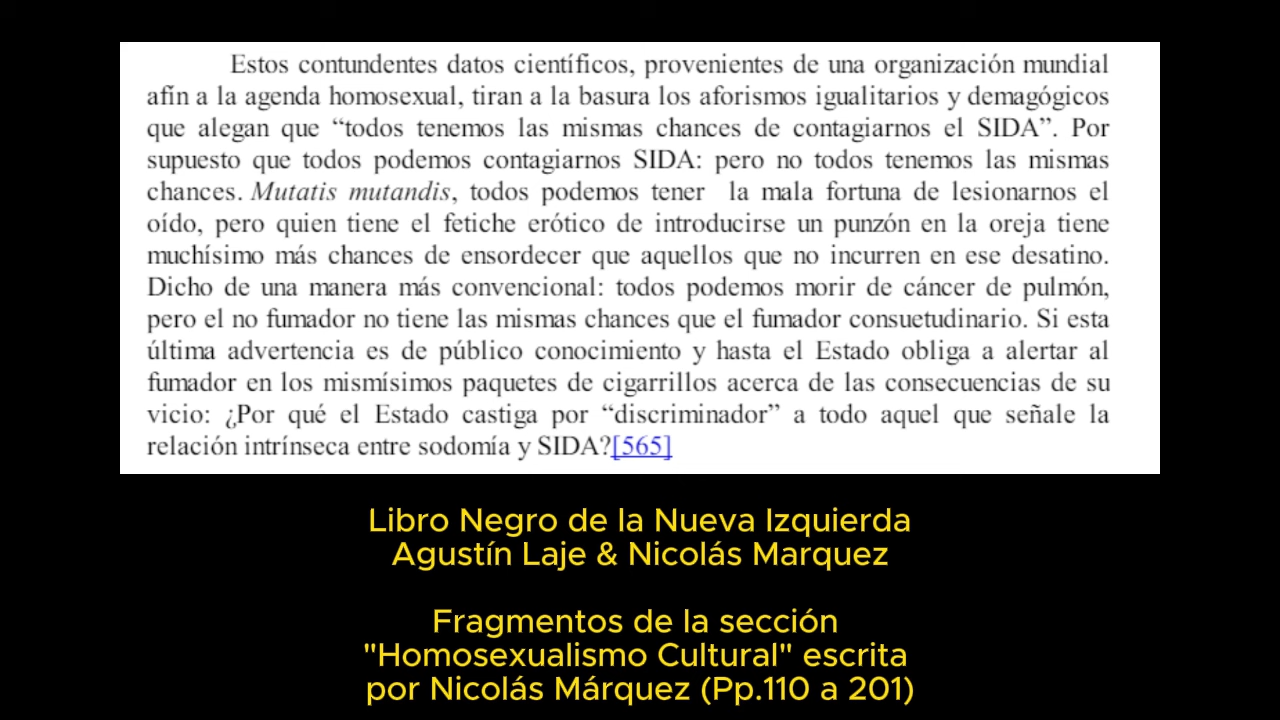 Estos contundentes datos científicos, provenientes de una organización mundial
afín a la agenda homosexual, tiran a la basura los aforismos igualitarios y demagógicos
que alegan que “todos tenemos las mismas chances de contagiarnos el SIDA”. Por
supuesto que todos podemos contagiarnos SIDA: pero no todos tenemos las mismas
chances. Mutatis mutandis, todos podemos tener la mala fortuna de lesionarnos el
oído, pero quien tiene el fetiche erótico de introducirse un punzón en la oreja tiene
muchísimo más chances de ensordecer que aquellos que no incurren en ese desatino.
Dicho de una manera más convencional: todos podemos morir de cáncer de pulmón,
pero el no fumador no tiene las mismas chances que el fumador consuetudinario. Si esta
última advertencia es de público conocimiento y hasta el Estado obliga a alertar al
fumador en los mismísimos paquetes de cigarrillos acerca de las consecuencias de su
vicio: ¿Por qué el Estado castiga por “discriminador” a todo aquel que señale la
relación intrínseca entre sodomía y SIDA?[565]
Libro Negro de la Nueva Izquierda
Agustín Laje & Nicolás Marquez
Fragmentos de la sección
"Homosexualismo Cultural" escrita
por Nicolás Márquez (Pp.110 a 201)